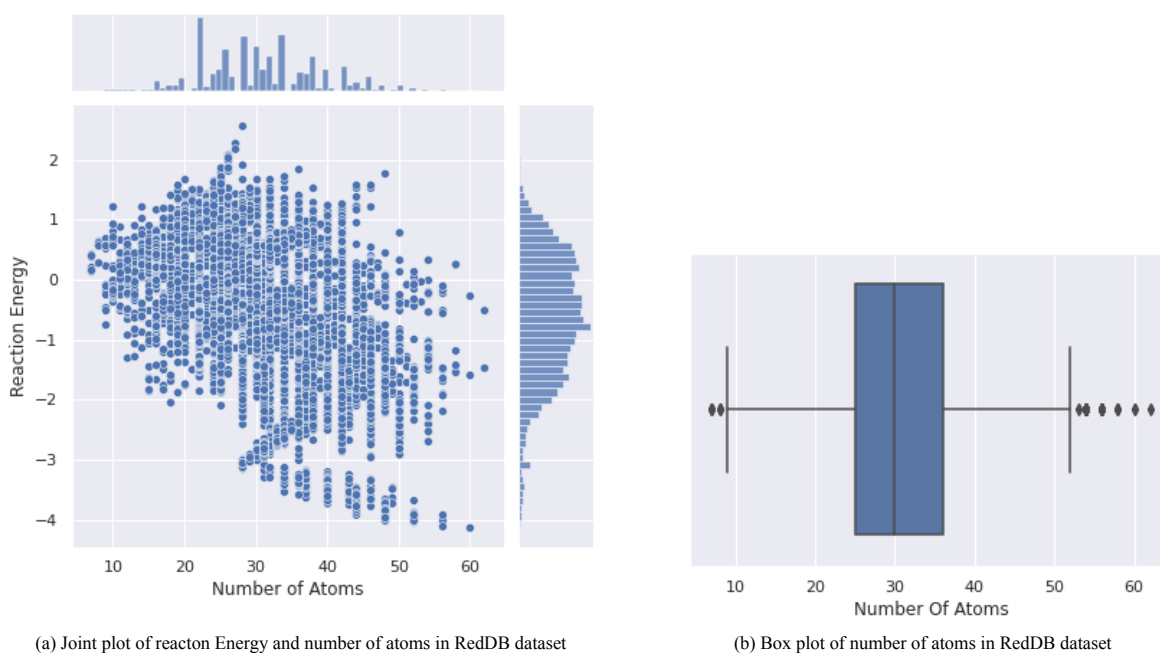 2
1
0
−1
−2
−3
−4
Reaction Energy
10 20 30 40 50 60
Number of Atoms
10 20 30 40 50 60
Number Of Atoms
(a) Joint plot of reacton Energy and number of atoms in RedDB dataset
(b) Box plot of number of atoms in RedDB dataset